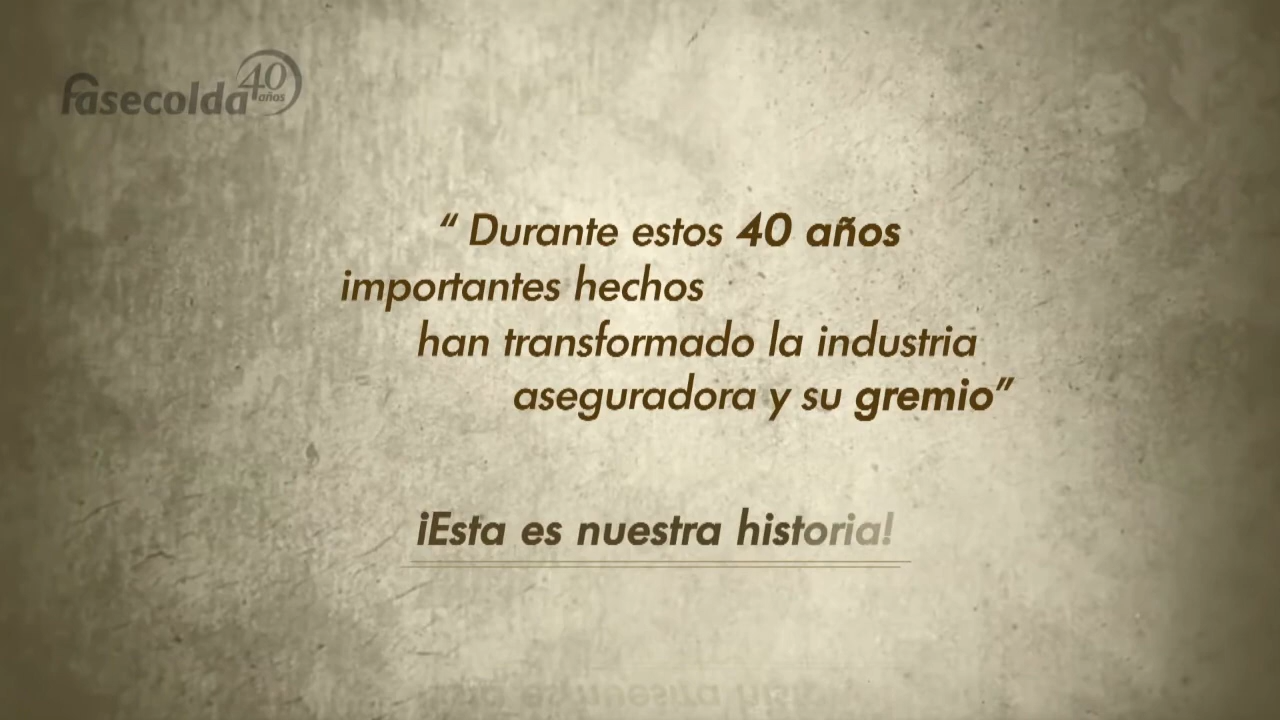 fasecolda 40 años
“ Durante estos 40 años
importantes hechos
han transformado la industria
aseguradora y su gremio”
¡Esta es nuestra historia!